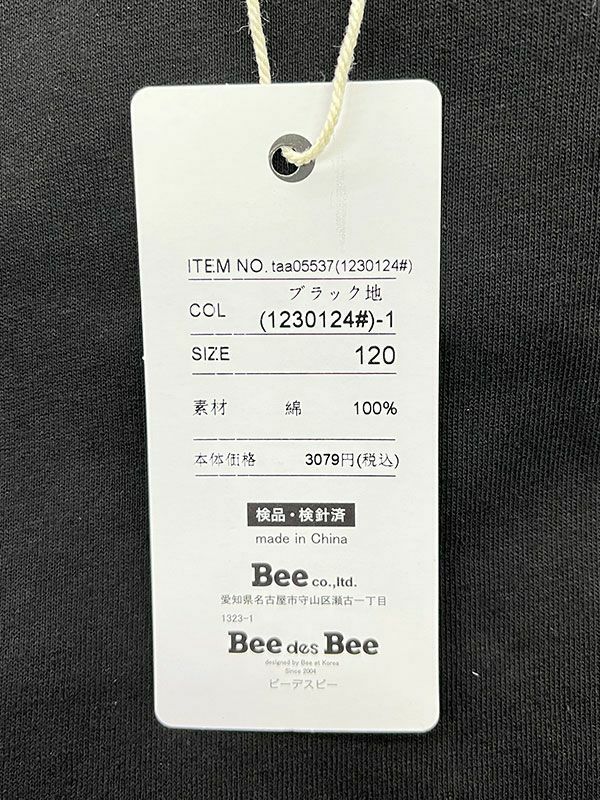 ITEM NO. taa05537(1230124#)
COL ブラック地
(1230124#)-1
SIZE 120
素材 綿 100%
本体価格 3079円(税込)
検品・検針済
made in China
Bee co.,ltd.
愛知県名古屋市守山区瀬古一丁目
1323-1
Bee des Bee
designed by Bee at Korea
Since 2004
ビーデスビー